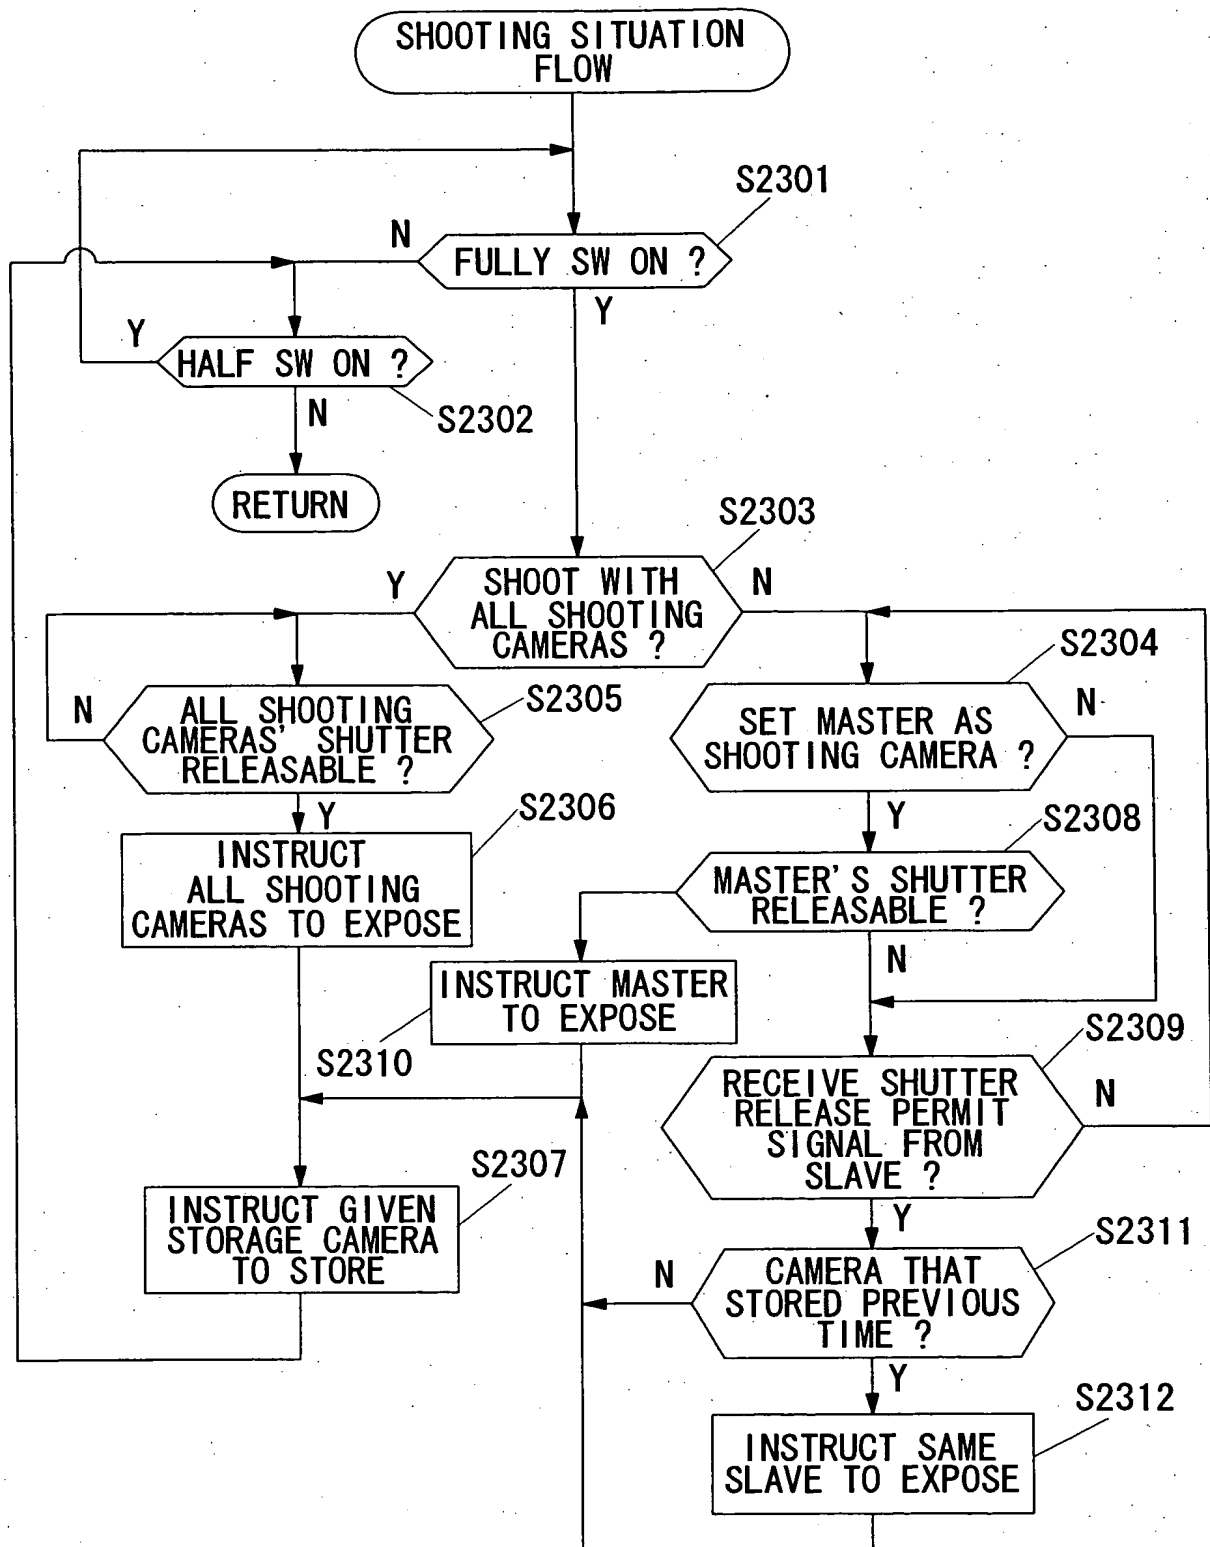 SHOOTING SITUATION
FLOW
S2301
N
FULLY SW ON ?
Y
Y
HALF SW ON ?
N
S2302
RETURN
S2303
Y
SHOOT WITH
ALL SHOOTING
CAMERAS ?
N
S2304
N
ALL SHOOTING
CAMERAS' SHUTTER
RELEASABLE ?
S2305
SET MASTER AS
SHOOTING CAMERA ?
N
Y
S2306
Y
S2308
INSTRUCT
ALL SHOOTING
CAMERAS TO EXPOSE
MASTER'S SHUTTER
RELEASABLE ?
N
INSTRUCT MASTER
TO EXPOSE
S2310
S2309
RECEIVE SHUTTER
RELEASE PERMIT
SIGNAL FROM
SLAVE ?
N
S2307
Y
INSTRUCT GIVEN
STORAGE CAMERA
TO STORE
S2311
N
CAMERA THAT
STORED PREVIOUS
TIME ?
Y
S2312
INSTRUCT SAME
SLAVE TO EXPOSE